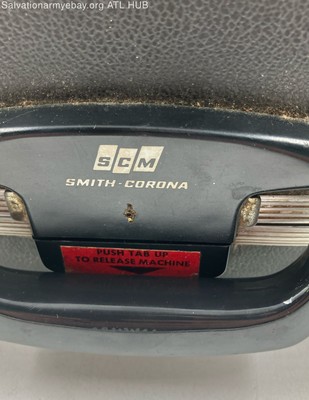 Salvationarmyebay.org ATL HUB
SCM
SMITH-CORONA
PUSH TAB UP
TO RELEASE MACHINE